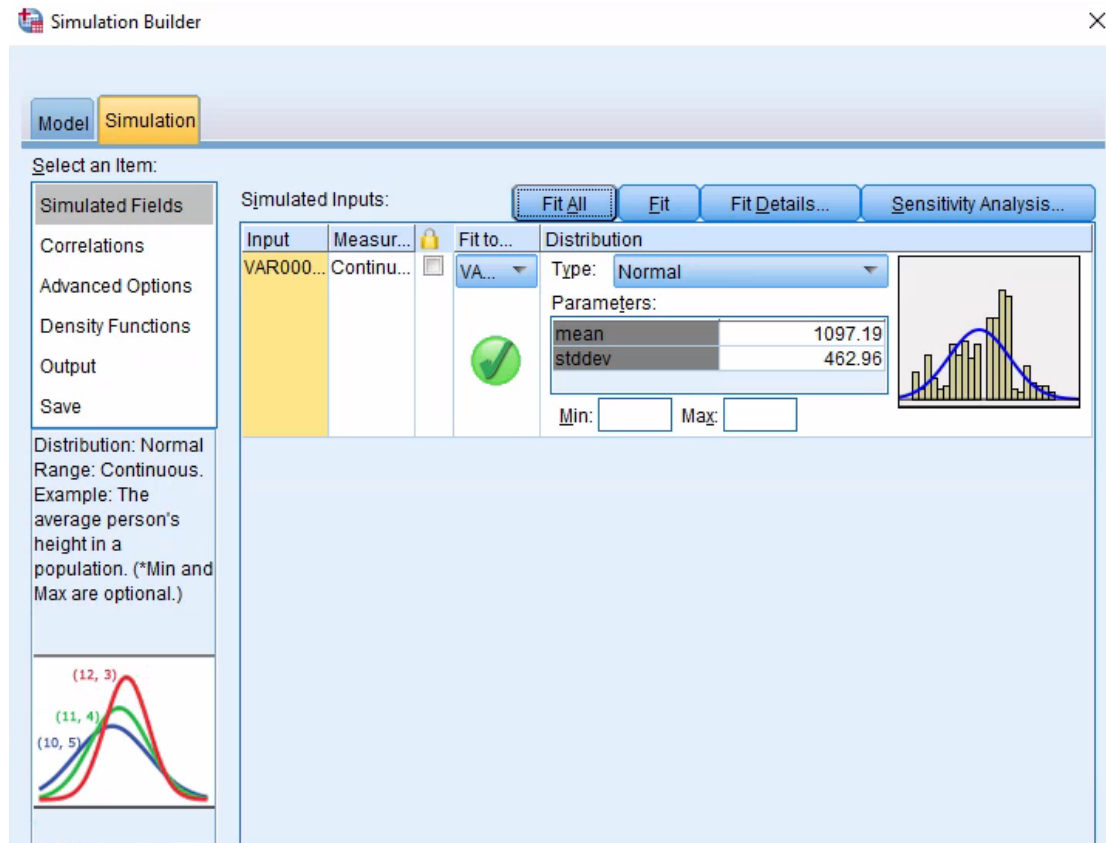 Simulation Builder
Model Simulation
Select an Item:
Simulated Fields
Correlations
Advanced Options
Density Functions
Output
Save
Distribution: Normal
Range: Continuous.
Example: The
average person's
height in a
population. (*Min and
Max are optional.)
(12, 3)
(11, 4)
(10, 5)
Simulated Inputs:
Fit All Fit Fit Details... Sensitivity Analysis...
Input Measur... Fit to... Distribution
VAR000... Continu... VA... Type: Normal
Parameters:
mean 1097.19
stddev 462.96
Min: Max: